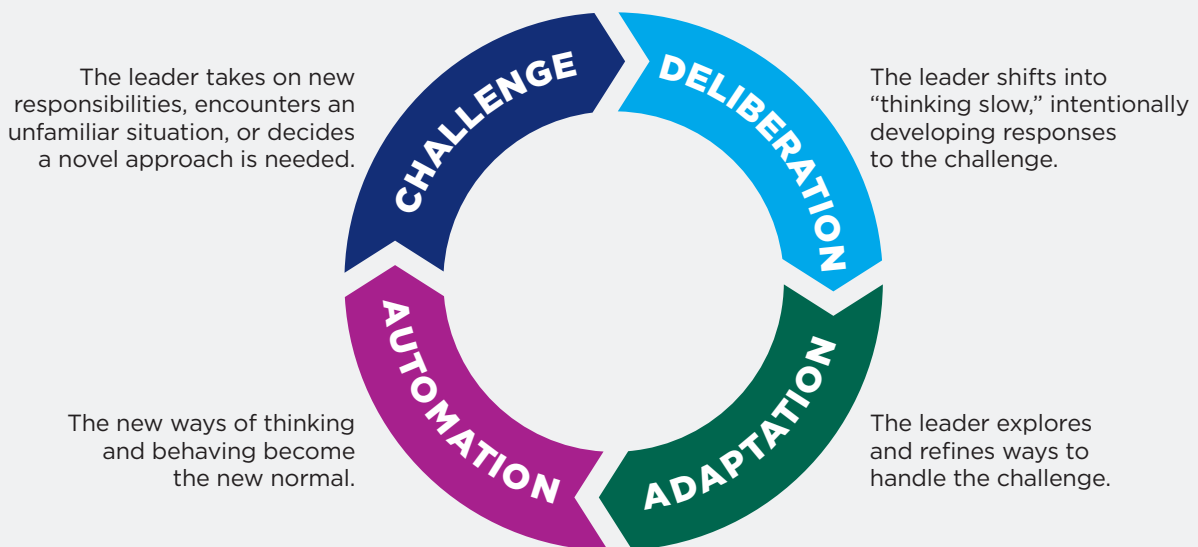 CHALLENGE
The leader takes on new
responsibilities, encounters an
unfamiliar situation, or decides
a novel approach is needed.
DELIBERATION
The leader shifts into
“thinking slow,” intentionally
developing responses
to the challenge.
ADAPTATION
The leader explores
and refines ways to
handle the challenge.
AUTOMATION
The new ways of thinking
and behaving become
the new normal.